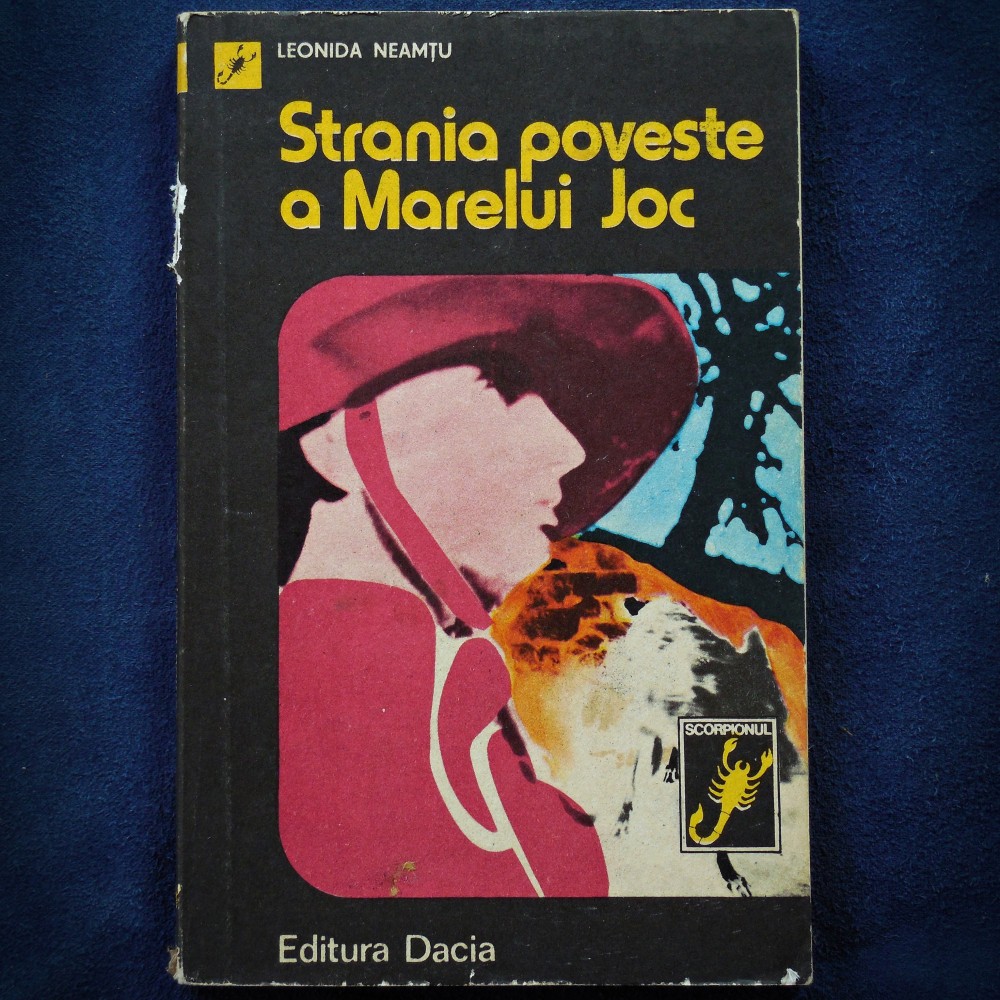 LEONIDA NEAMȚU
Strania poveste
a Marelui Joc
SCORPIONUL
Editura Dacia